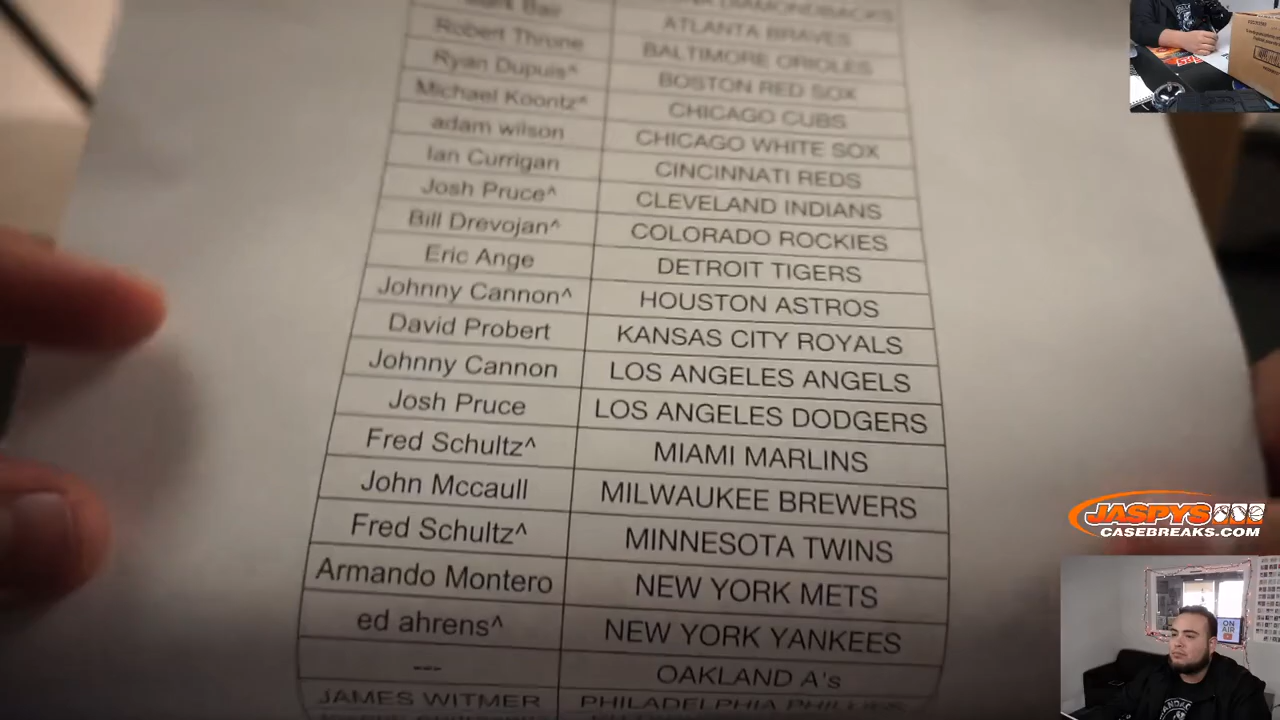 DIAMONDBACKS
Bair ATLANTA BRAVES
Robert Throne BALTIMORE ORIOLES
Ryan Dupuis^ BOSTON RED SOX
Michael Koontz^ CHICAGO CUBS
adam wilson CHICAGO WHITE SOX
Ian Currigan CINCINNATI REDS
Josh Pruce^ CLEVELAND INDIANS
Bill Drevojan^ COLORADO ROCKIES
Eric Ange DETROIT TIGERS
Johnny Cannon^ HOUSTON ASTROS
David Probert KANSAS CITY ROYALS
Johnny Cannon LOS ANGELES ANGELS
Josh Pruce LOS ANGELES DODGERS
Fred Schultz^ MIAMI MARLINS
John Mccaull MILWAUKEE BREWERS
Fred Schultz^ MINNESOTA TWINS
Armando Montero NEW YORK METS
ed ahrens^ NEW YORK YANKEES
--- OAKLAND A's
JAMES WITMER PHILADELPHIA PHILLIES
JASPYS
CASEBREAKS.COM
ON
AIR